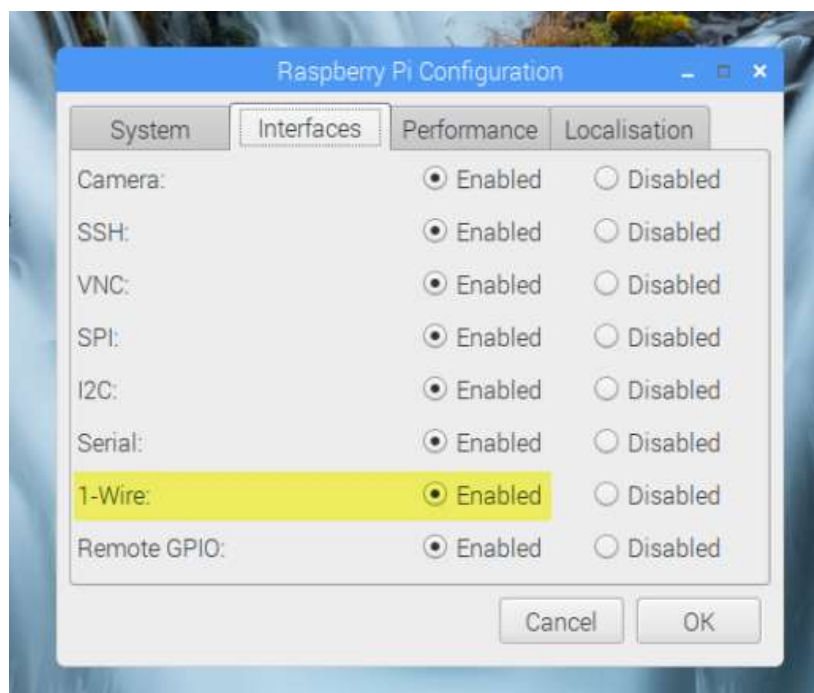 Raspberry Pi Configuration
System Interfaces Performance Localisation
Camera: Enabled Disabled
SSH: Enabled Disabled
VNC: Enabled Disabled
SPI: Enabled Disabled
I2C: Enabled Disabled
Serial: Enabled Disabled
1-Wire: Enabled Disabled
Remote GPIO: Enabled Disabled
Cancel OK